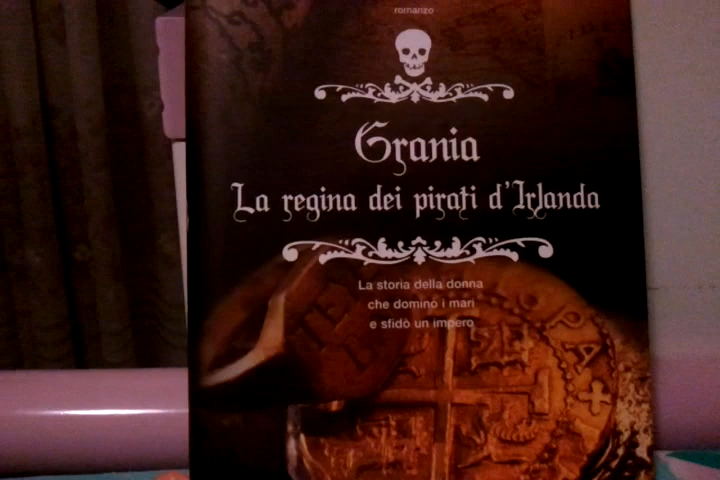 romanzo
Grania
La regina dei pirati d'Irlanda
La storia della donna
che dominò i mari
e sfidò un impero